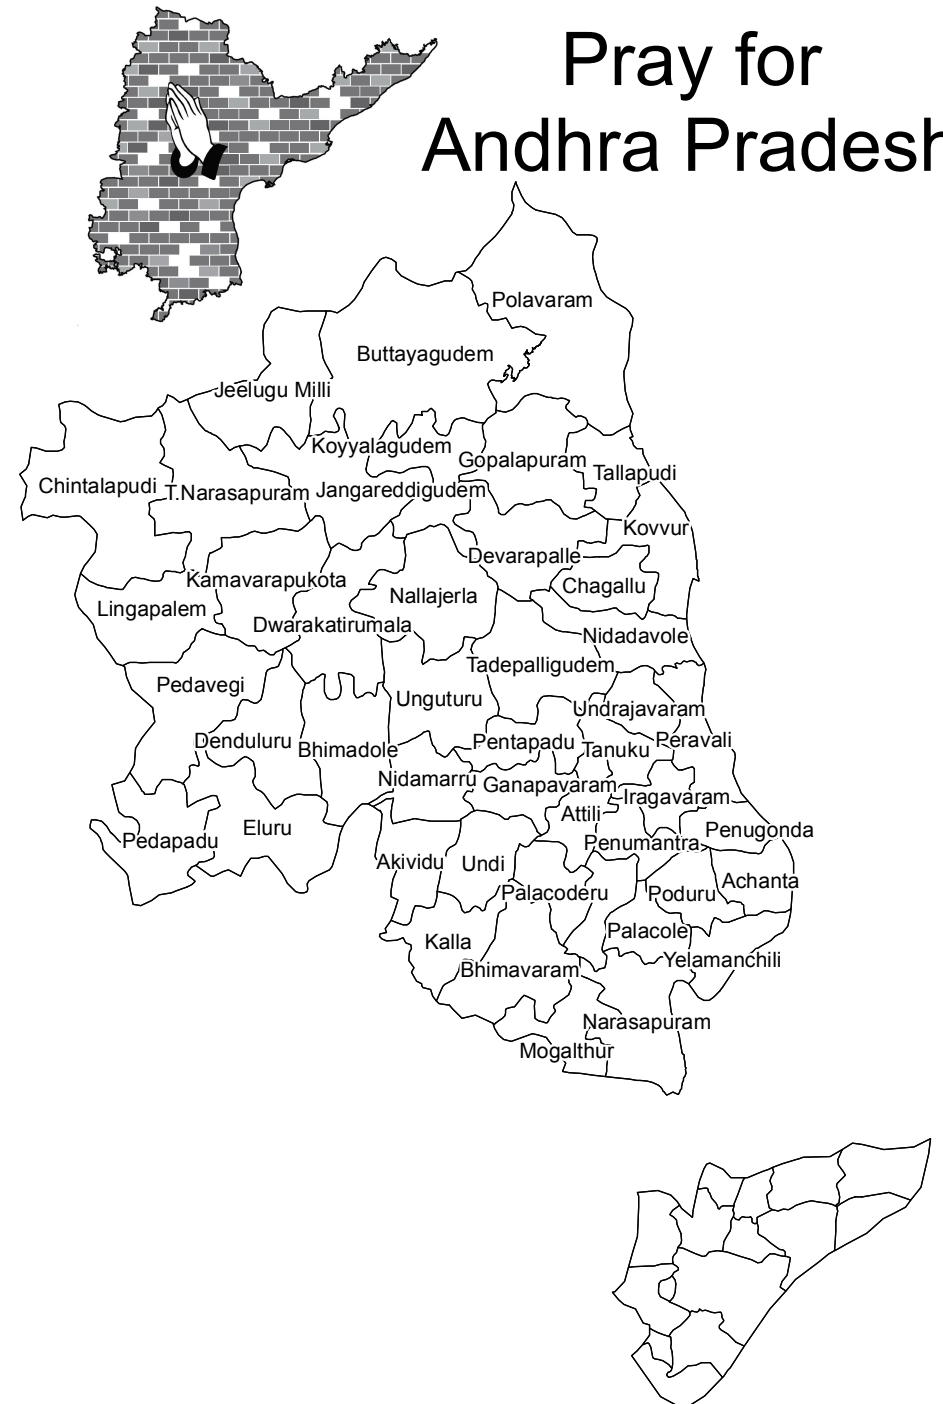 Pray for
Andhra Pradesh
Polavaram
Buttayagudem
Jeelugu Milli
Koyyalagudem
Gopalapuram
Tallapudi
Chintalapudi
T.Narasapuram
Jangareddigudem
Kovvur
Devarapalle
Kamavarapukota
Chagallu
Nallajerla
Lingapalem
Dwarakatirumala
Nidadavole
Tadepalligudem
Pedavegi
Unguturu
Undrajavaram
Denduluru
Bhimadole
Pentapadu
Tanuku
Peravali
Nidamarru
Ganapavaram
Iragavaram
Attili
Eluru
Pedapadu
Penumantra
Penugonda
Akividu
Undi
Achanta
Palacoderu
Poduru
Palacole
Kalla
Yelamanchili
Bhimavaram
Narasapuram
Mogalthur